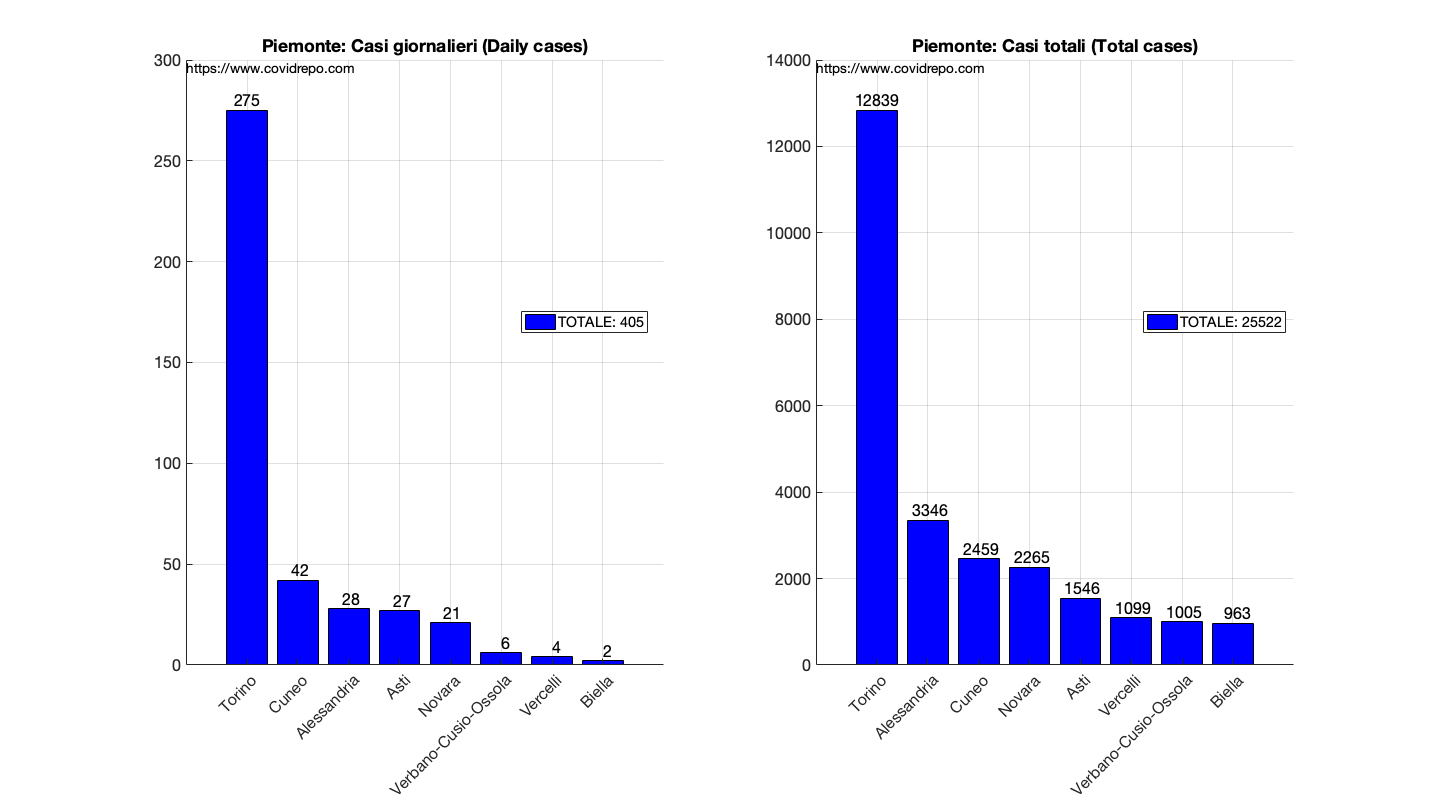 Piemonte: Casi giornalieri (Daily cases)
300
https://www.covidrepo.com
275
250
200
TOTALE: 405
150
100
50
42
28
27
21
6
4
2
0
Torino
Cuneo
Alessandria
Asti
Novara
Verbano-Cusio-Ossola
Vercelli
Biella
Piemonte: Casi totali (Total cases)
14000
https://www.covidrepo.com
12839
12000
10000
8000
TOTALE: 25522
6000
4000
3346
2459
2265
2000
1546
1099
1005
963
0
Torino
Alessandria
Cuneo
Novara
Asti
Vercelli
Verbano-Cusio-Ossola
Biella